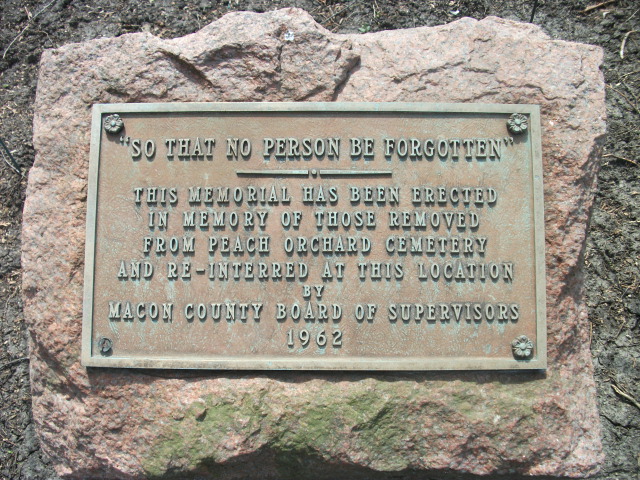 "SO THAT NO PERSON BE FORGOTTEN"
THIS MEMORIAL HAS BEEN ERECTED
IN MEMORY OF THOSE REMOVED
FROM PEACH ORCHARD CEMETERY
AND RE-INTERRED AT THIS LOCATION
BY
MACON COUNTY BOARD OF SUPERVISORS
1962